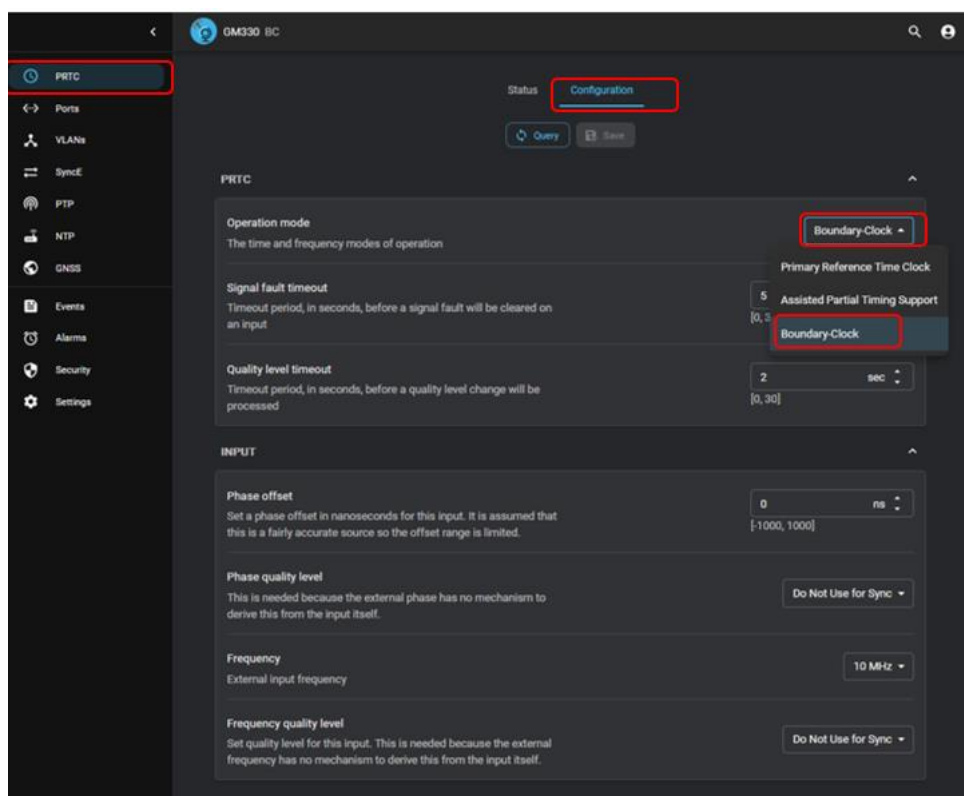 GM330 BC
PRTC
Ports
VLANs
SyncE
PTP
NTP
GNSS
Events
Alarms
Security
Settings
Status
Configuration
Query
Save
PRTC
Operation mode
The time and frequency modes of operation
Boundary-Clock
Primary Reference Time Clock
Assisted Partial Timing Support
Boundary-Clock
Signal fault timeout
Timeout period, in seconds, before a signal fault will be cleared on
an input
5
[0, 3
Quality level timeout
Timeout period, in seconds, before a quality level change will be
processed
2 sec
[0, 30]
INPUT
Phase offset
Set a phase offset in nanoseconds for this input. It is assumed that
this is a fairly accurate source so the offset range is limited.
0 ns
[-1000, 1000]
Phase quality level
This is needed because the external phase has no mechanism to
derive this from the input itself.
Do Not Use for Sync
Frequency
External input frequency
10 MHz
Frequency quality level
Set quality level for this input. This is needed because the external
frequency has no mechanism to derive this from the input itself.
Do Not Use for Sync